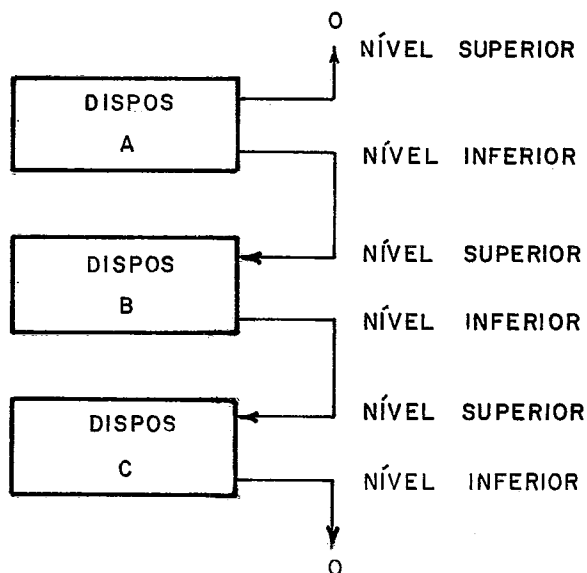 O
NÍVEL SUPERIOR
DISPOS
A
NÍVEL INFERIOR
DISPOS
B
NÍVEL SUPERIOR
NÍVEL INFERIOR
DISPOS
C
NÍVEL SUPERIOR
NÍVEL INFERIOR
O